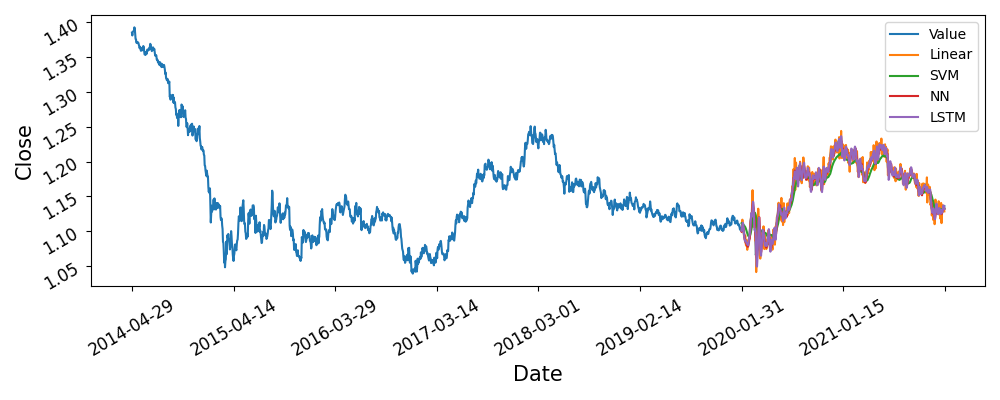 Close
1.40
1.35
1.30
1.25
1.20
1.15
1.10
1.05
Value
Linear
SVM
NN
LSTM
2014-04-29
2015-04-14
2016-03-29
2017-03-14
2018-03-01
2019-02-14
2020-01-31
2021-01-15
Date